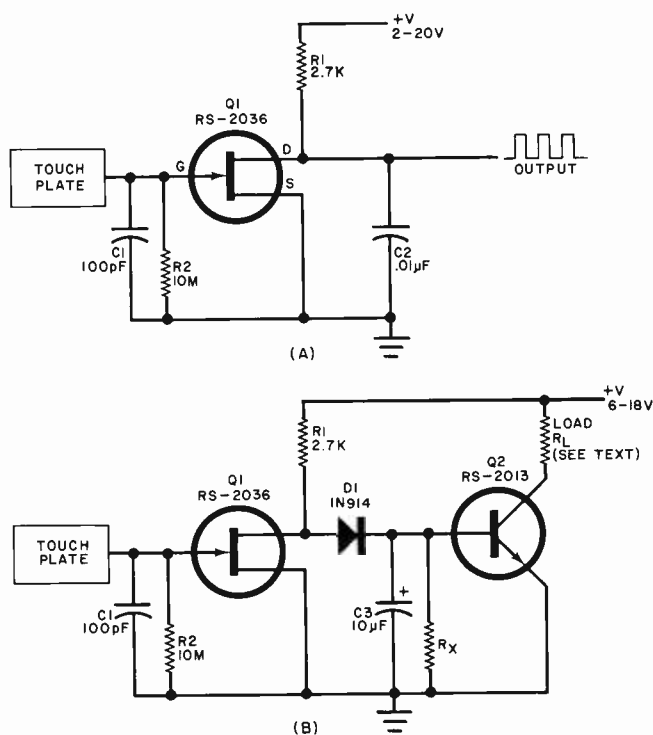 +V
2-20V
R1
2.7K
Q1
RS-2036
D
G
S
TOUCH
PLATE
OUTPUT
C1
100pF
R2
10M
C2
.01µF
(A)
+V
6-18V
R1
2.7K
LOAD
RL
(SEE TEXT)
Q1
RS-2036
D1
1N914
Q2
RS-2013
TOUCH
PLATE
C1
100pF
R2
10M
+
C3
10µF
RX
(B)